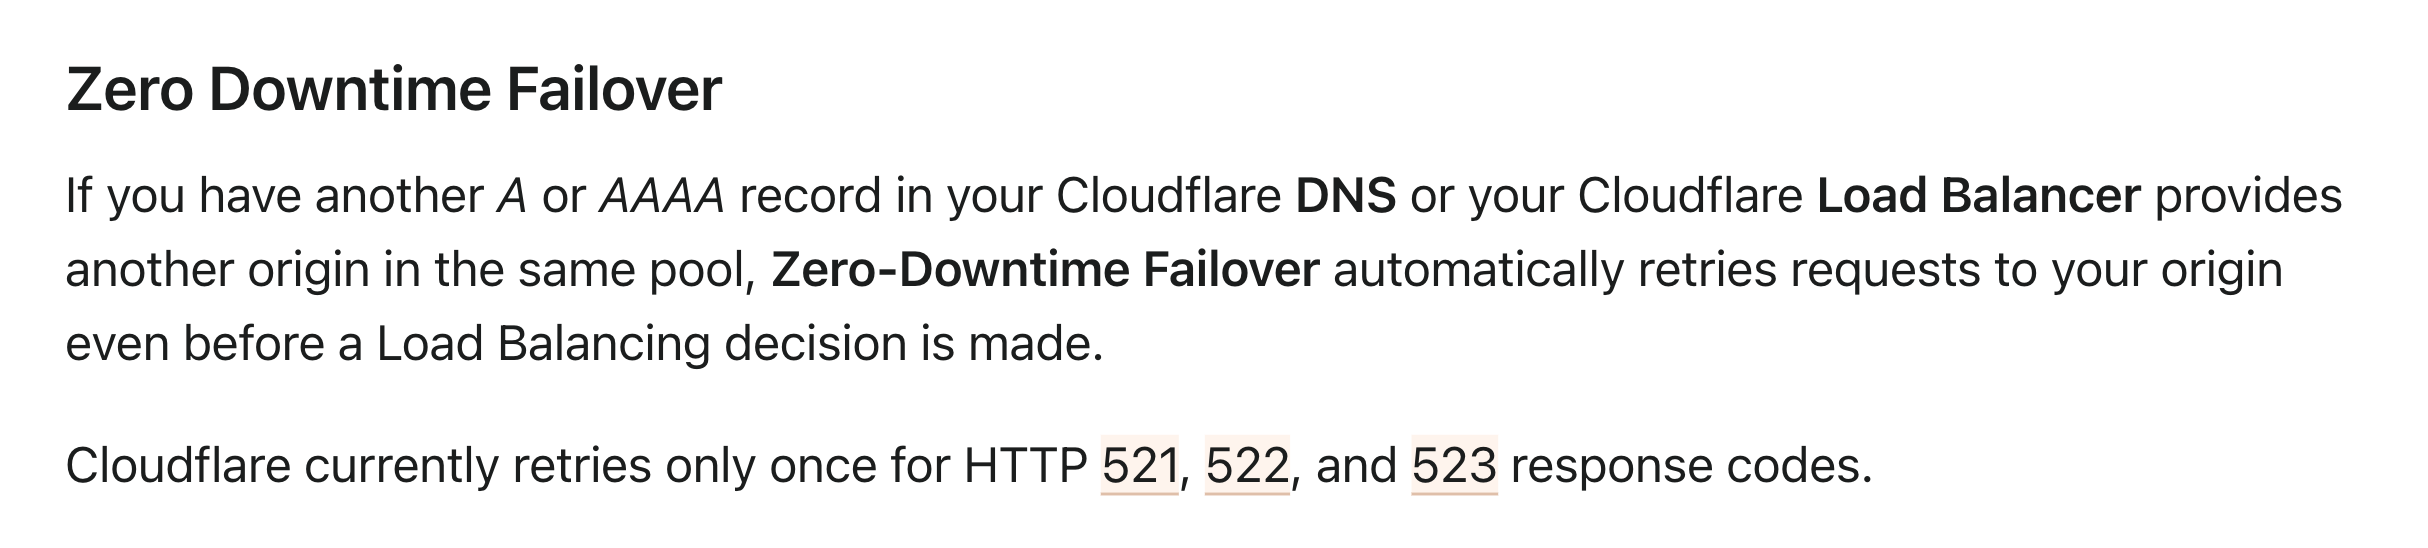 Zero Downtime Failover
If you have another A or AAAA record in your Cloudflare DNS or your Cloudflare Load Balancer provides
another origin in the same pool, Zero-Downtime Failover automatically retries requests to your origin
even before a Load Balancing decision is made.
Cloudflare currently retries only once for HTTP 521, 522, and 523 response codes.